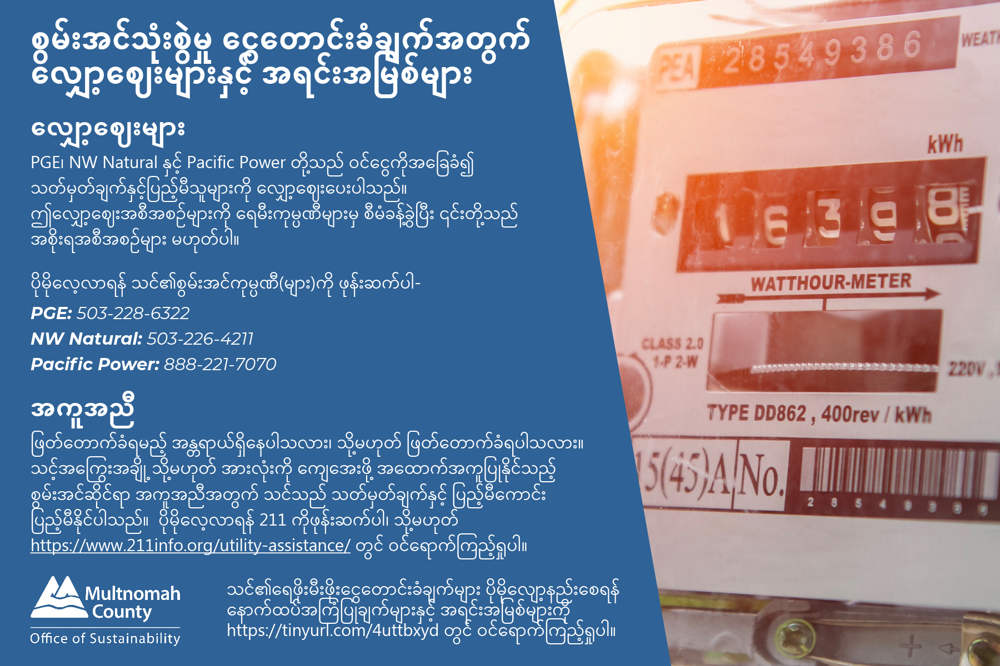 စွမ်းအင်သုံးစွဲမှု ငွေတောင်းခံချက်အတွက်
လျှော့ဈေးများနှင့် အရင်းအမြစ်များ
လျှော့ဈေးများ
PGE၊ NW Natural နှင့် Pacific Power တို့သည် ဝင်ငွေကိုအခြေခံ၍
သတ်မှတ်ချက်နှင့်ပြည့်မီသူများကို လျှော့ဈေးပေးပါသည်။
ဤလျှော့ဈေးအစီအစဉ်များကို ရေမီးကုမ္ပဏီများမှ စီမံခန့်ခွဲပြီး ၎င်းတို့သည်
အစိုးရအစီအစဉ်များ မဟုတ်ပါ။
ပိုမိုလေ့လာရန် သင်၏စွမ်းအင်ကုမ္ပဏီ(များ)ကို ဖုန်းဆက်ပါ-
PGE: 503-228-6322
NW Natural: 503-226-4211
Pacific Power: 888-221-7070
အကူအညီ
ဖြတ်တောက်ခံရမည့် အန္တရာယ်ရှိနေပါသလား၊ သို့မဟုတ် ဖြတ်တောက်ခံရပါသလား။
သင့်အကြွေးအချို့ သို့မဟုတ် အားလုံးကို ကျေအေးဖို့ အထောက်အကူပြုနိုင်သည့်
စွမ်းအင်ဆိုင်ရာ အကူအညီအတွက် သင်သည် သတ်မှတ်ချက်နှင့် ပြည့်မီကောင်း
ပြည့်မီနိုင်ပါသည်။ ပိုမိုလေ့လာရန် 211 ကိုဖုန်းဆက်ပါ၊ သို့မဟုတ်
https://www.211info.org/utility-assistance/ တွင် ဝင်ရောက်ကြည့်ရှုပါ။
Multnomah
County
Office of Sustainability
သင်၏ရေဖိုးမီးဖိုးငွေတောင်းခံချက်များ ပိုမိုလျော့နည်းစေရန်
နောက်ထပ်အကြံပြုချက်များနှင့် အရင်းအမြစ်များကို
https://tinyurl.com/4uttbxyd တွင် ဝင်ရောက်ကြည့်ရှုပါ။
PEA 28549386
kWh
16398
WATTHOUR-METER
CLASS 2.0
1-P 2-W
220V
TYPE DD862 , 400rev / kWh
15(45)A No.